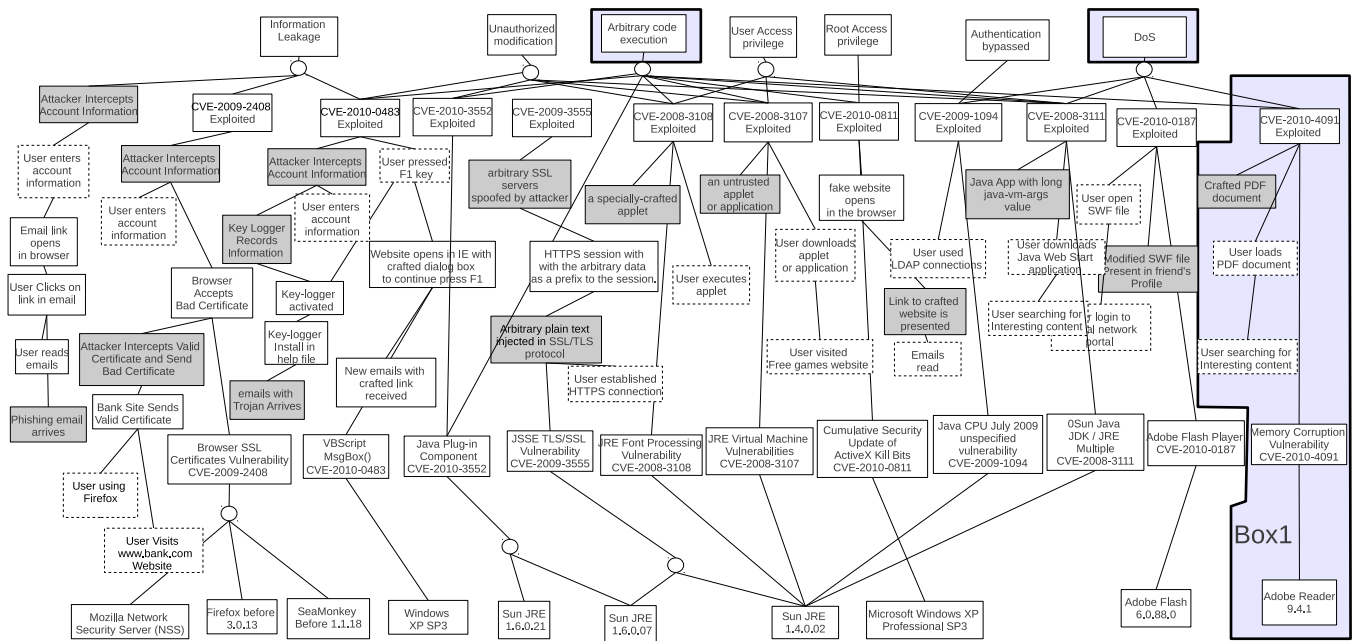 Information
Leakage
Unauthorized
modification
Arbitrary code
execution
User Access
privilege
Root Access
privilege
Authentication
bypassed
DoS
Attacker Intercepts
Account Information
CVE-2009-2408
Exploited
CVE-2010-0483
Exploited
CVE-2010-3552
Exploited
CVE-2009-3555
Exploited
CVE-2008-3108
Exploited
CVE-2008-3107
Exploited
CVE-2010-0811
Exploited
CVE-2009-1094
Exploited
CVE-2008-3111
Exploited
CVE-2010-0187
Exploited
CVE-2010-4091
Exploited
User enters
account
information
Attacker Intercepts
Account Information
Attacker Intercepts
Account Information
User pressed
F1 key
arbitrary SSL
servers
spoofed by attacker
a specially-crafted
applet
an untrusted
applet
or application
fake website
opens
in the browser
Java App with long
java-vm-args
value
User open
SWF file
Crafted PDF
document
Email link
opens
in browser
User enters
account
information
Key Logger
Records
Information
User enters
account
information
Website opens in IE with
crafted dialog box
to continue press F1
HTTPS session with
with the arbitrary data
as a prefix to the session.
User executes
applet
User downloads
applet
or application
User used
LDAP connections
User downloads
Java Web Start
application
Modified SWF file
Present in friend's
Profile
User loads
PDF document
User Clicks on
link in email
Browser
Accepts
Bad Certificate
Key-logger
activated
Link to crafted
website is
presented
User searching for
Interesting content
login to
network
portal
User reads
emails
Attacker Intercepts Valid
Certificate and Send
Bad Certificate
Key-logger
Install in
help file
Arbitrary plain text
injected in SSL/TLS
protocol
User visited
Free games website
Emails
read
User searching for
Interesting content
Phishing email
arrives
Bank Site Sends
Valid Certificate
emails with
Trojan Arrives
New emails with
crafted link
received
User established
HTTPS connection
Browser SSL
Certificates Vulnerability
CVE-2009-2408
VBScript
MsgBox()
CVE-2010-0483
Java Plug-in
Component
CVE-2010-3552
JSSE TLS/SSL
Vulnerability
CVE-2009-3555
JRE Font Processing
Vulnerability
CVE-2008-3108
JRE Virtual Machine
Vulnerabilities
CVE-2008-3107
Cumulative Security
Update of
ActiveX Kill Bits
CVE-2010-0811
Java CPU July 2009
unspecified
vulnerability
CVE-2009-1094
0Sun Java
JDK / JRE
Multiple
CVE-2008-3111
Adobe Flash Player
CVE-2010-0187
Memory Corruption
Vulnerability
CVE-2010-4091
User using
Firefox
User Visits
www.bank.com
Website
Box1
Mozilla Network
Security Server (NSS)
Firefox before
3.0.13
SeaMonkey
Before 1.1.18
Windows
XP SP3
Sun JRE
1.6.0.21
Sun JRE
1.6.0.07
Sun JRE
1.4.0.02
Microsoft Windows XP
Professional SP3
Adobe Flash
6.0.88.0
Adobe Reader
9.4.1